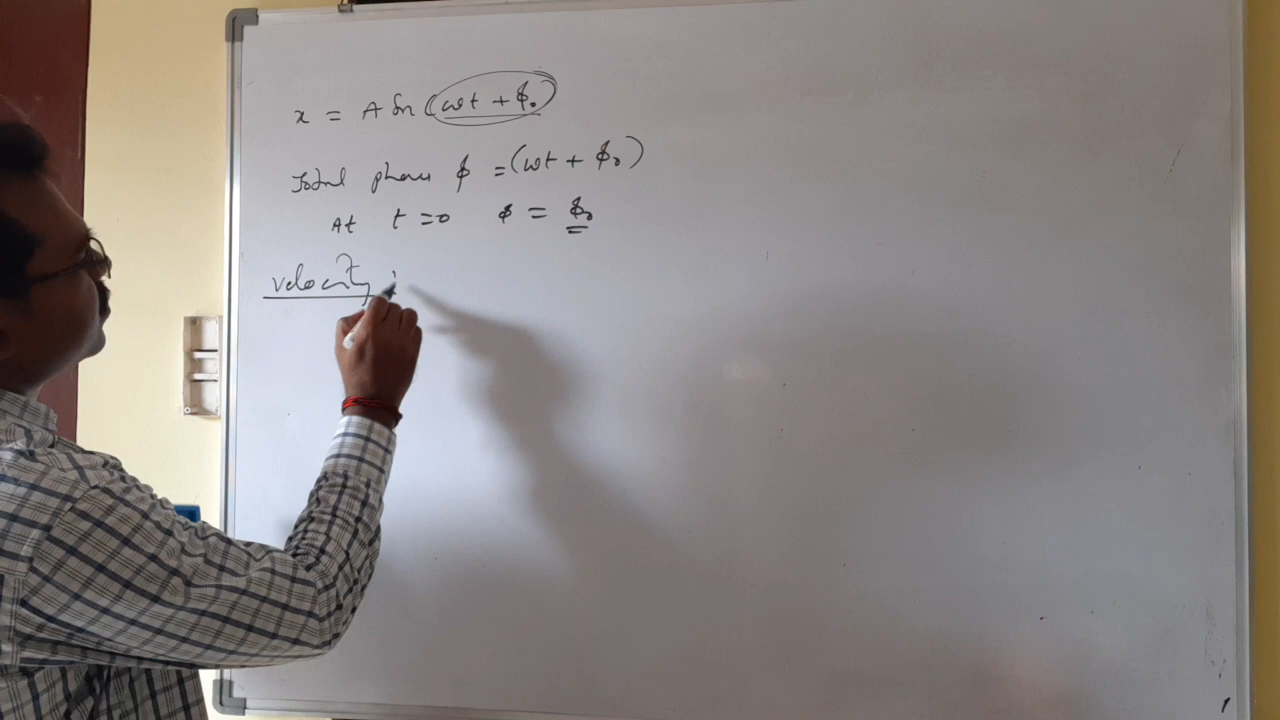 x = A Sin (ωt + φ₀)
Total phase φ = (ωt + φ₀)
At t = 0 φ = φ₀
velocity :